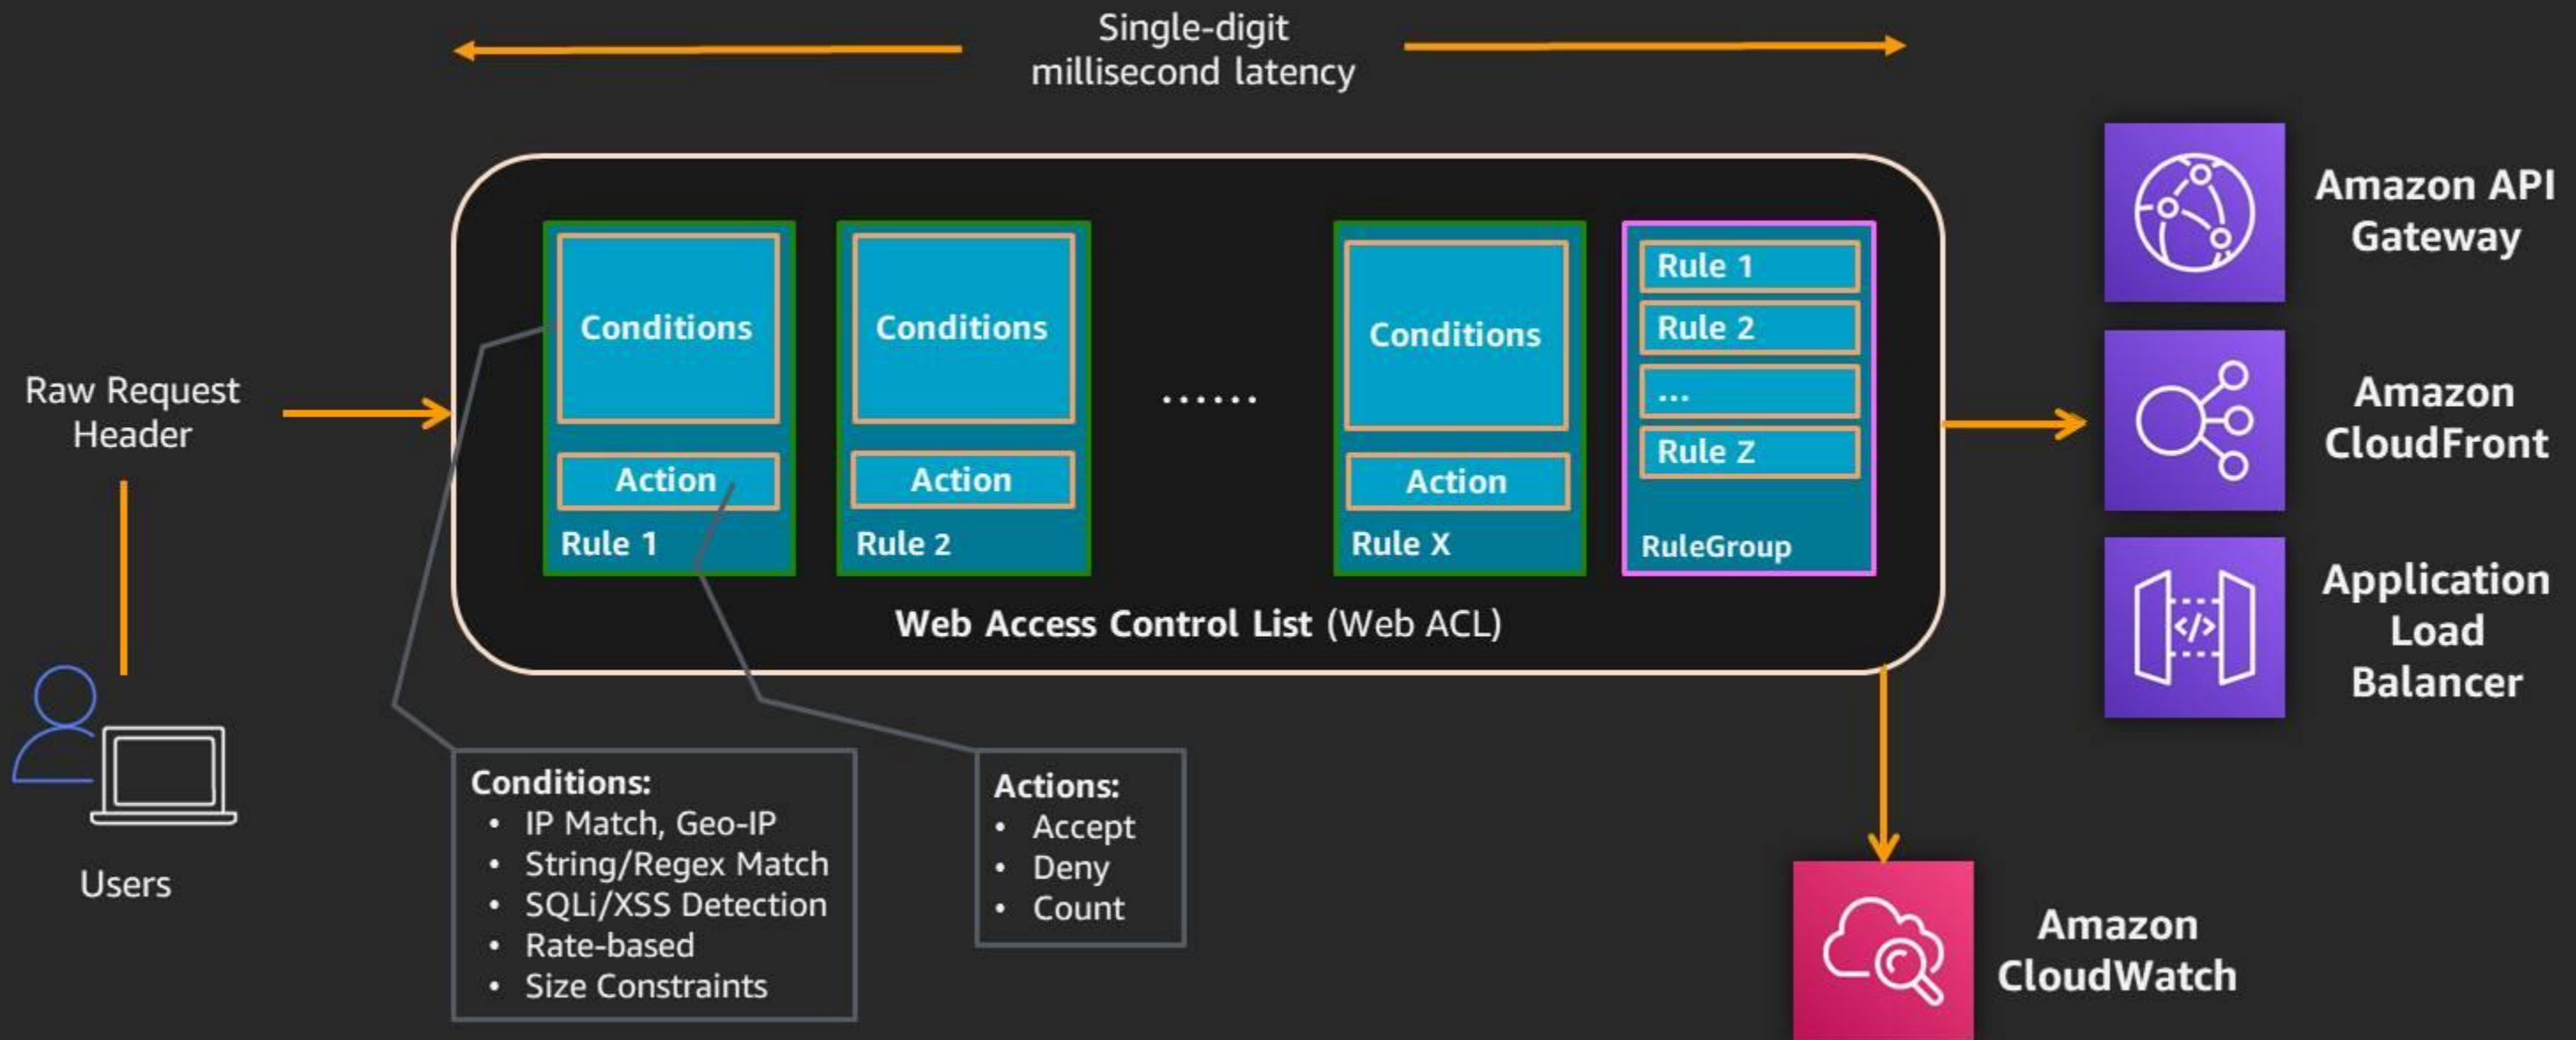 Single-digit
millisecond latency
Raw Request
Header
Users
Conditions
Action
Rule 1
Conditions
Action
Rule 2
......
Conditions
Action
Rule X
Rule 1
Rule 2
...
Rule Z
RuleGroup
Web Access Control List (Web ACL)
Conditions:
• IP Match, Geo-IP
• String/Regex Match
• SQLi/XSS Detection
• Rate-based
• Size Constraints
Actions:
• Accept
• Deny
• Count
Amazon API
Gateway
Amazon
CloudFront
</>
Application
Load
Balancer
Amazon
CloudWatch